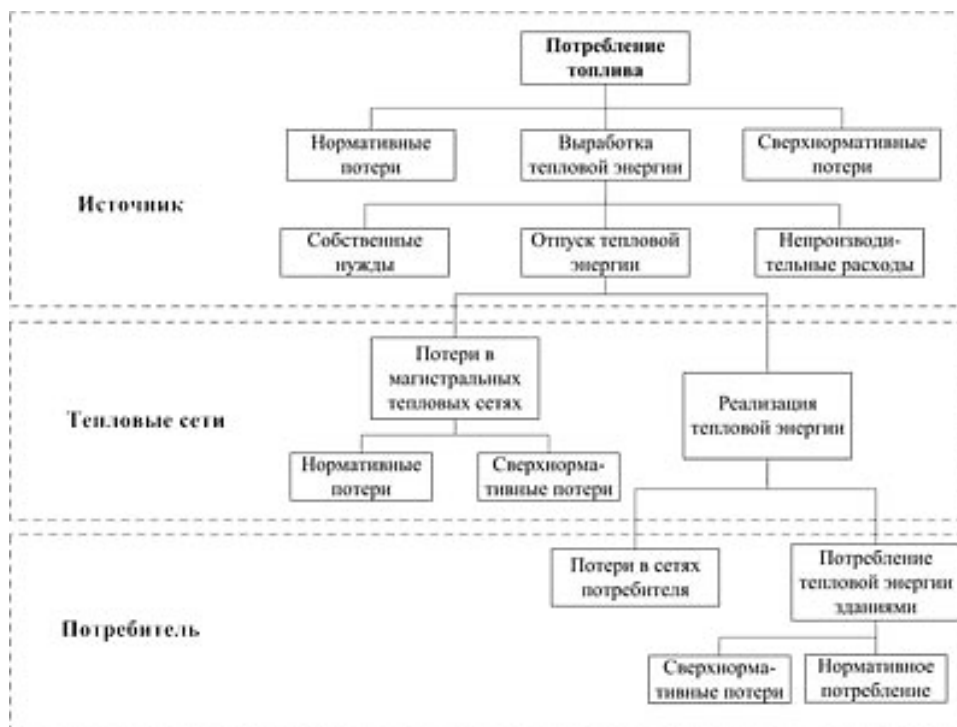 Потребление
топлива
Нормативные
потери
Выработка
тепловой энергии
Сверхнормативные
потери
Источник
Собственные
нужды
Отпуск тепловой
энергии
Непроизводи-
тельные расходы
Потери в
магистральных
тепловых сетях
Реализация
тепловой энергии
Тепловые сети
Нормативные
потери
Сверхнорма-
тивные потери
Потери в сетях
потребителя
Потребление
тепловой энергии
зданиями
Потребитель
Сверхнорма-
тивные потери
Нормативное
потребление